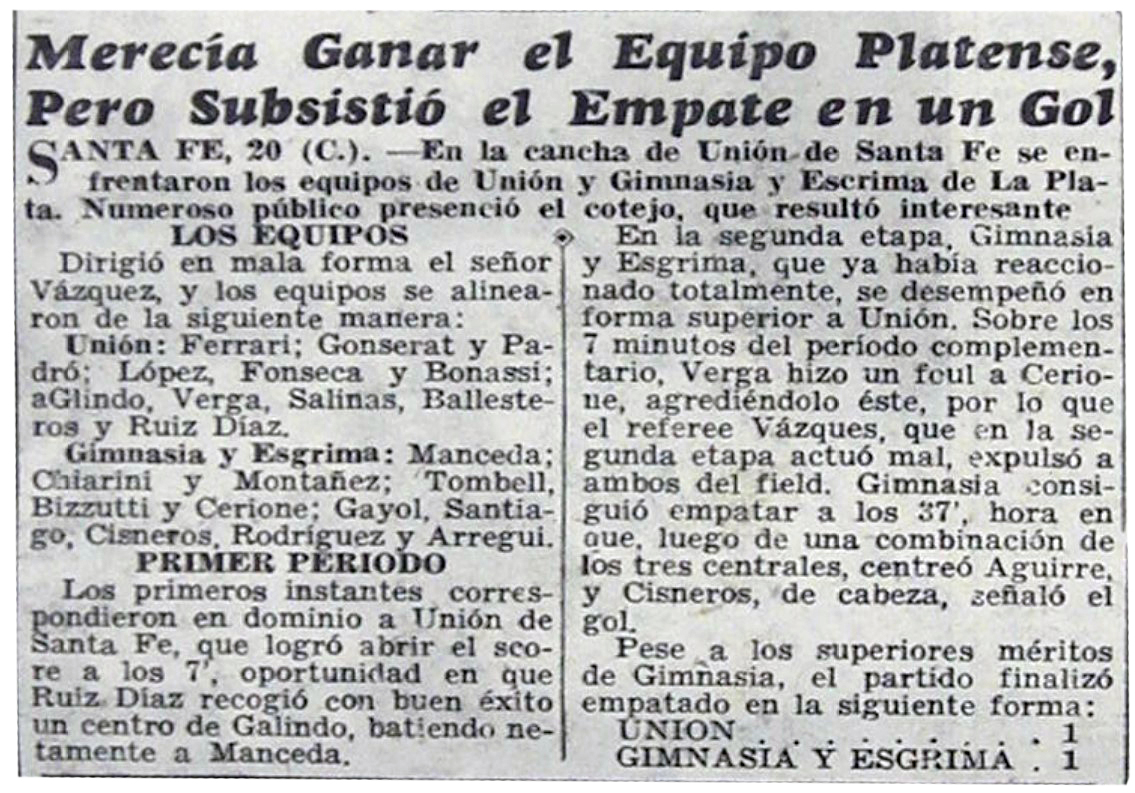 Merecía Ganar el Equipo Platense,
Pero Subsistió el Empate en un Gol
SANTA FE, 20 (C.). —En la cancha de Unión de Santa Fe se en-
frentaron los equipos de Unión y Gimnasia y Escrima de La Pla-
ta. Numeroso público presenció el cotejo, que resultó interesante
LOS EQUIPOS
Dirigió en mala forma el señor
Vázquez, y los equipos se alinea-
ron de la siguiente manera:
Unión: Ferrari; Gonserat y Pa-
dró; López, Fonseca y Bonassi;
aGlindo, Verga, Salinas, Balleste-
ros y Ruiz Díaz.
Gimnasia y Esgrima: Manceda;
Chiarini y Montañez; Tombell,
Bizzutti y Cerione; Gayol, Santia-
go, Cisneros, Rodríguez y Arregui.
PRIMER PERIODO
Los primeros instantes corres-
pondieron en dominio a Unión de
Santa Fe, que logró abrir el sco-
re a los 7', oportunidad en que
Ruiz Díaz recogió con buen éxito
un centro de Galindo, batiendo ne-
tamente a Manceda.
En la segunda etapa, Gimnasia
y Esgrima, que ya había reaccio-
nado totalmente, se desempeñó en
forma superior a Unión. Sobre los
7 minutos del período complemen-
tario, Verga hizo un foul a Cerio-
ne, agrediéndolo éste, por lo que
el referee Vázques, que en la se-
gunda etapa actuó mal, expulsó a
ambos del field. Gimnasia consi-
guió empatar a los 37', hora en
que, luego de una combinación de
los tres centrales, centreó Aguirre,
y Cisneros, de cabeza, señaló el
gol.
Pese a los superiores méritos
de Gimnasia, el partido finalizó
empatado en la siguiente forma:
UNION . . . . . . . . . 1
GIMNASIA Y ESGRIMA . 1